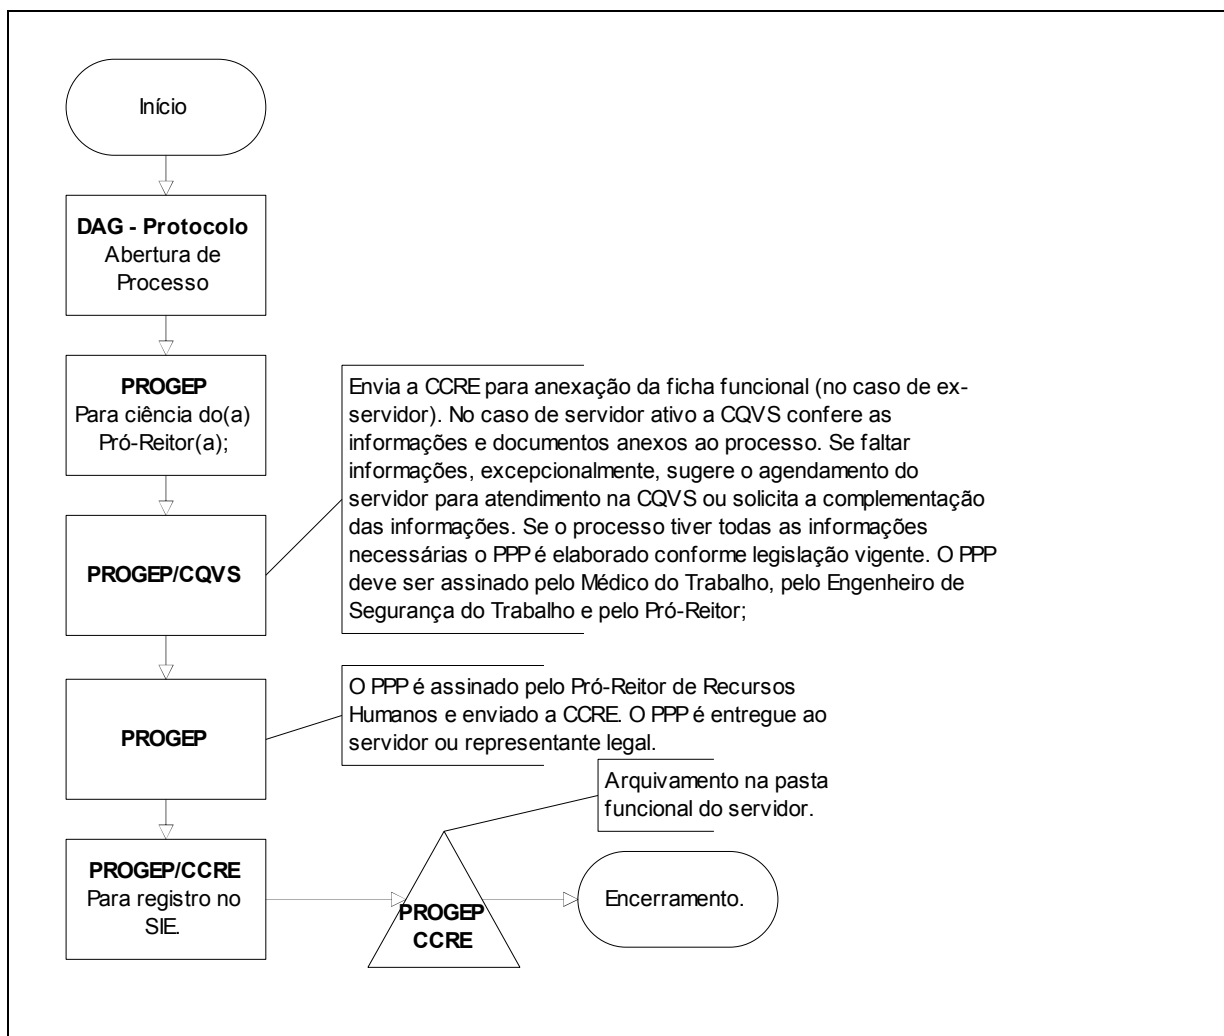 Início
DAG - Protocolo
Abertura de
Processo
PROGEP
Para ciência do(a)
Pró-Reitor(a);
Envia a CCRE para anexação da ficha funcional (no caso de ex-
servidor). No caso de servidor ativo a CQVS confere as
informações e documentos anexos ao processo. Se faltar
informações, excepcionalmente, sugere o agendamento do
servidor para atendimento na CQVS ou solicita a complementação
das informações. Se o processo tiver todas as informações
necessárias o PPP é elaborado conforme legislação vigente. O PPP
deve ser assinado pelo Médico do Trabalho, pelo Engenheiro de
Segurança do Trabalho e pelo Pró-Reitor;
PROGEP/CQVS
O PPP é assinado pelo Pró-Reitor de Recursos
Humanos e enviado a CCRE. O PPP é entregue ao
servidor ou representante legal.
PROGEP
Arquivamento na pasta
funcional do servidor.
PROGEP/CCRE
Para registro no
SIE.
PROGEP
CCRE
Encerramento.